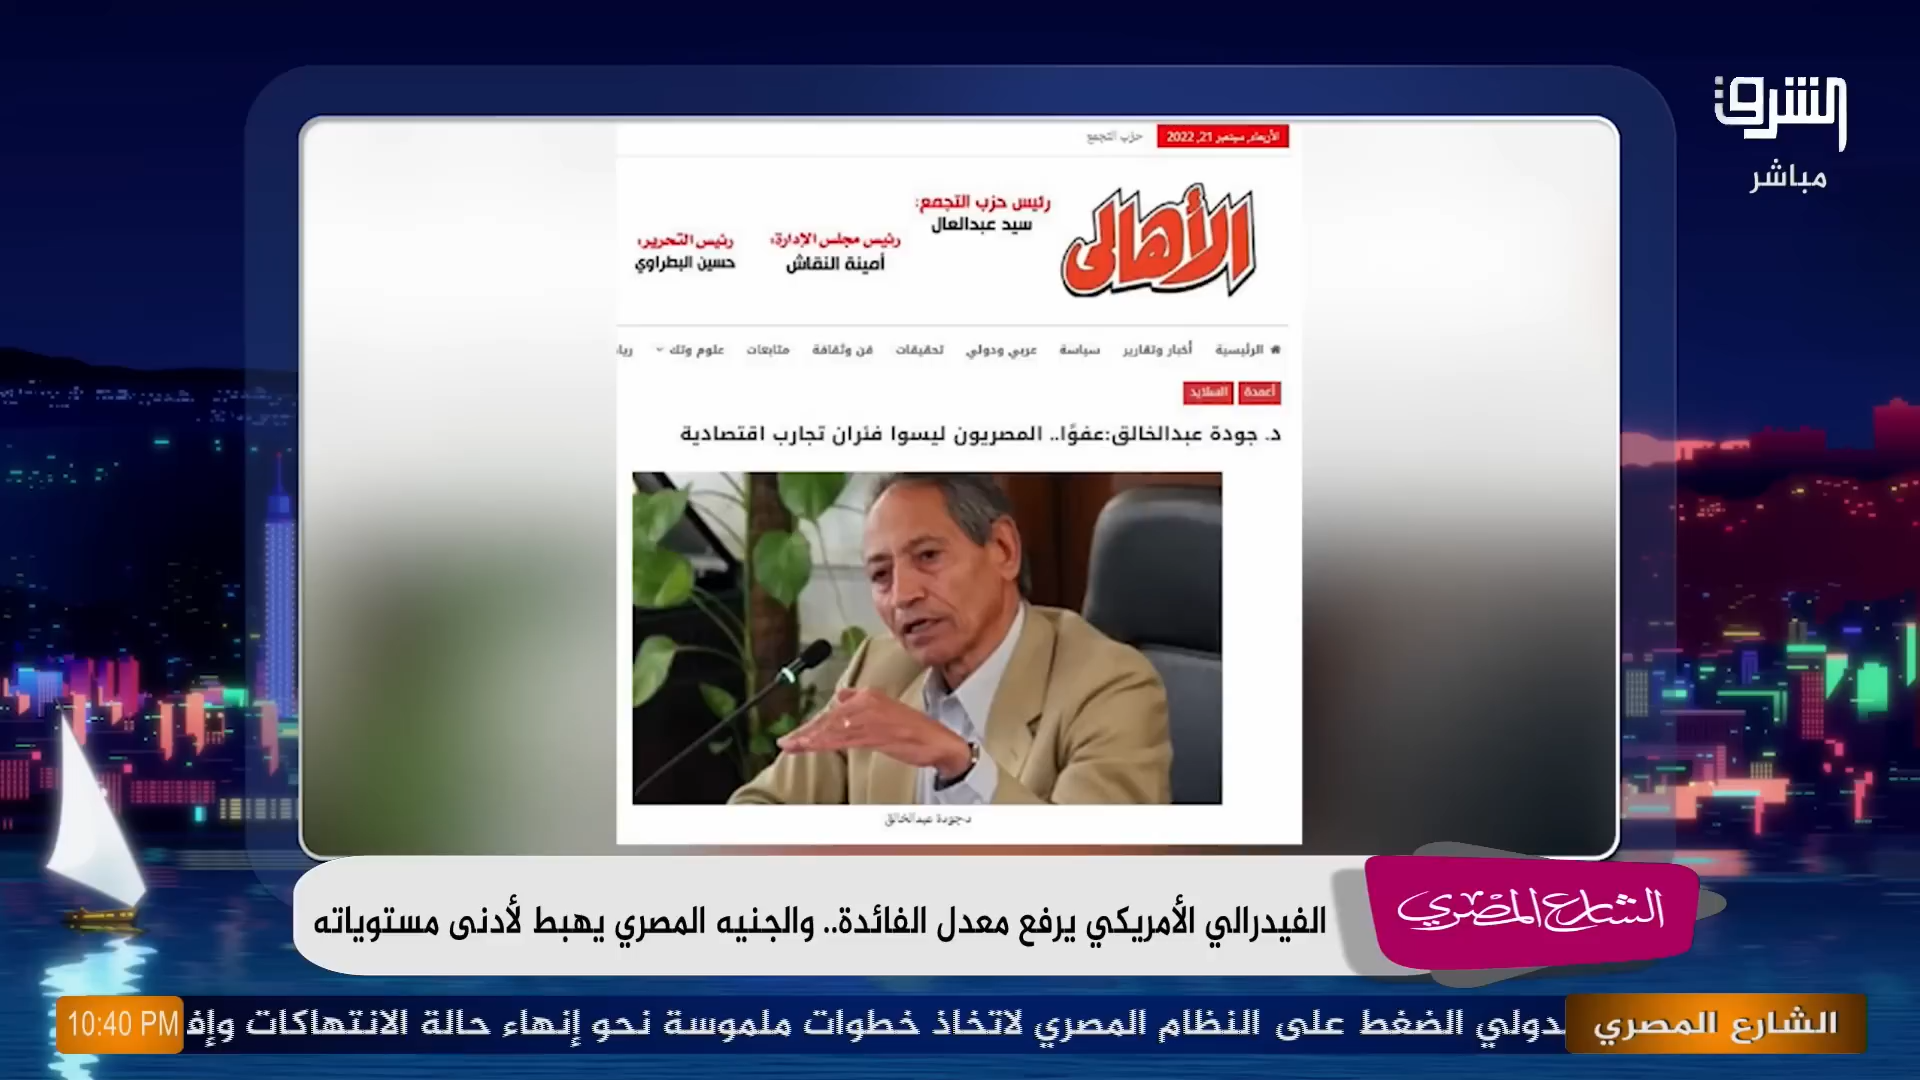 الشرق
مباشر
الأربعاء, سبتمبر 21, 2022
حزب التجمع
الأهالى
رئيس حزب التجمع:
سيد عبدالعال
رئيس مجلس الإدارة:
أمينة النقاش
رئيس التحرير:
حسين البطراوي
الرئيسية أخبار وتقارير سياسة عربي ودولي تحقيقات فن وثقافة متابعات علوم وتك ريا
أعمدة السلايد
د. جودة عبدالخالق:عفوًا.. المصريون ليسوا فئران تجارب اقتصادية
د-جودة عبدالخالق
الشارع المصري
الفيدرالي الأمريكي يرفع معدل الفائدة.. والجنيه المصري يهبط لأدنى مستوياته
الشارع المصري
دولي الضغط على النظام المصري لاتخاذ خطوات ملموسة نحو إنهاء حالة الانتهاكات وإف
10:40 PM